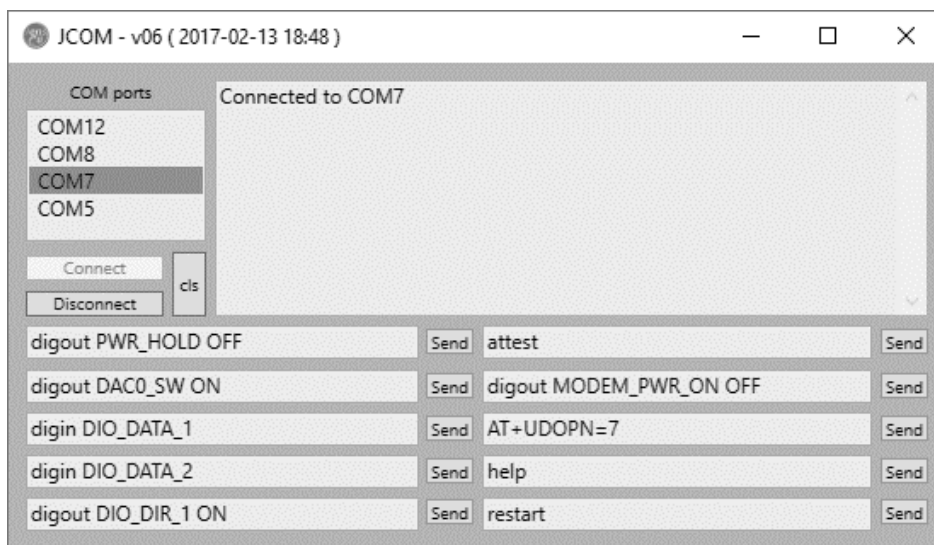 JCOM - v06 ( 2017-02-13 18:48 )
COM ports
COM12
COM8
COM7
COM5
Connect
Disconnect
cls
Connected to COM7
digout PWR_HOLD OFF Send attest Send
digout DAC0_SW ON Send digout MODEM_PWR_ON OFF Send
digin DIO_DATA_1 Send AT+UDOPN=7 Send
digin DIO_DATA_2 Send help Send
digout DIO_DIR_1 ON Send restart Send